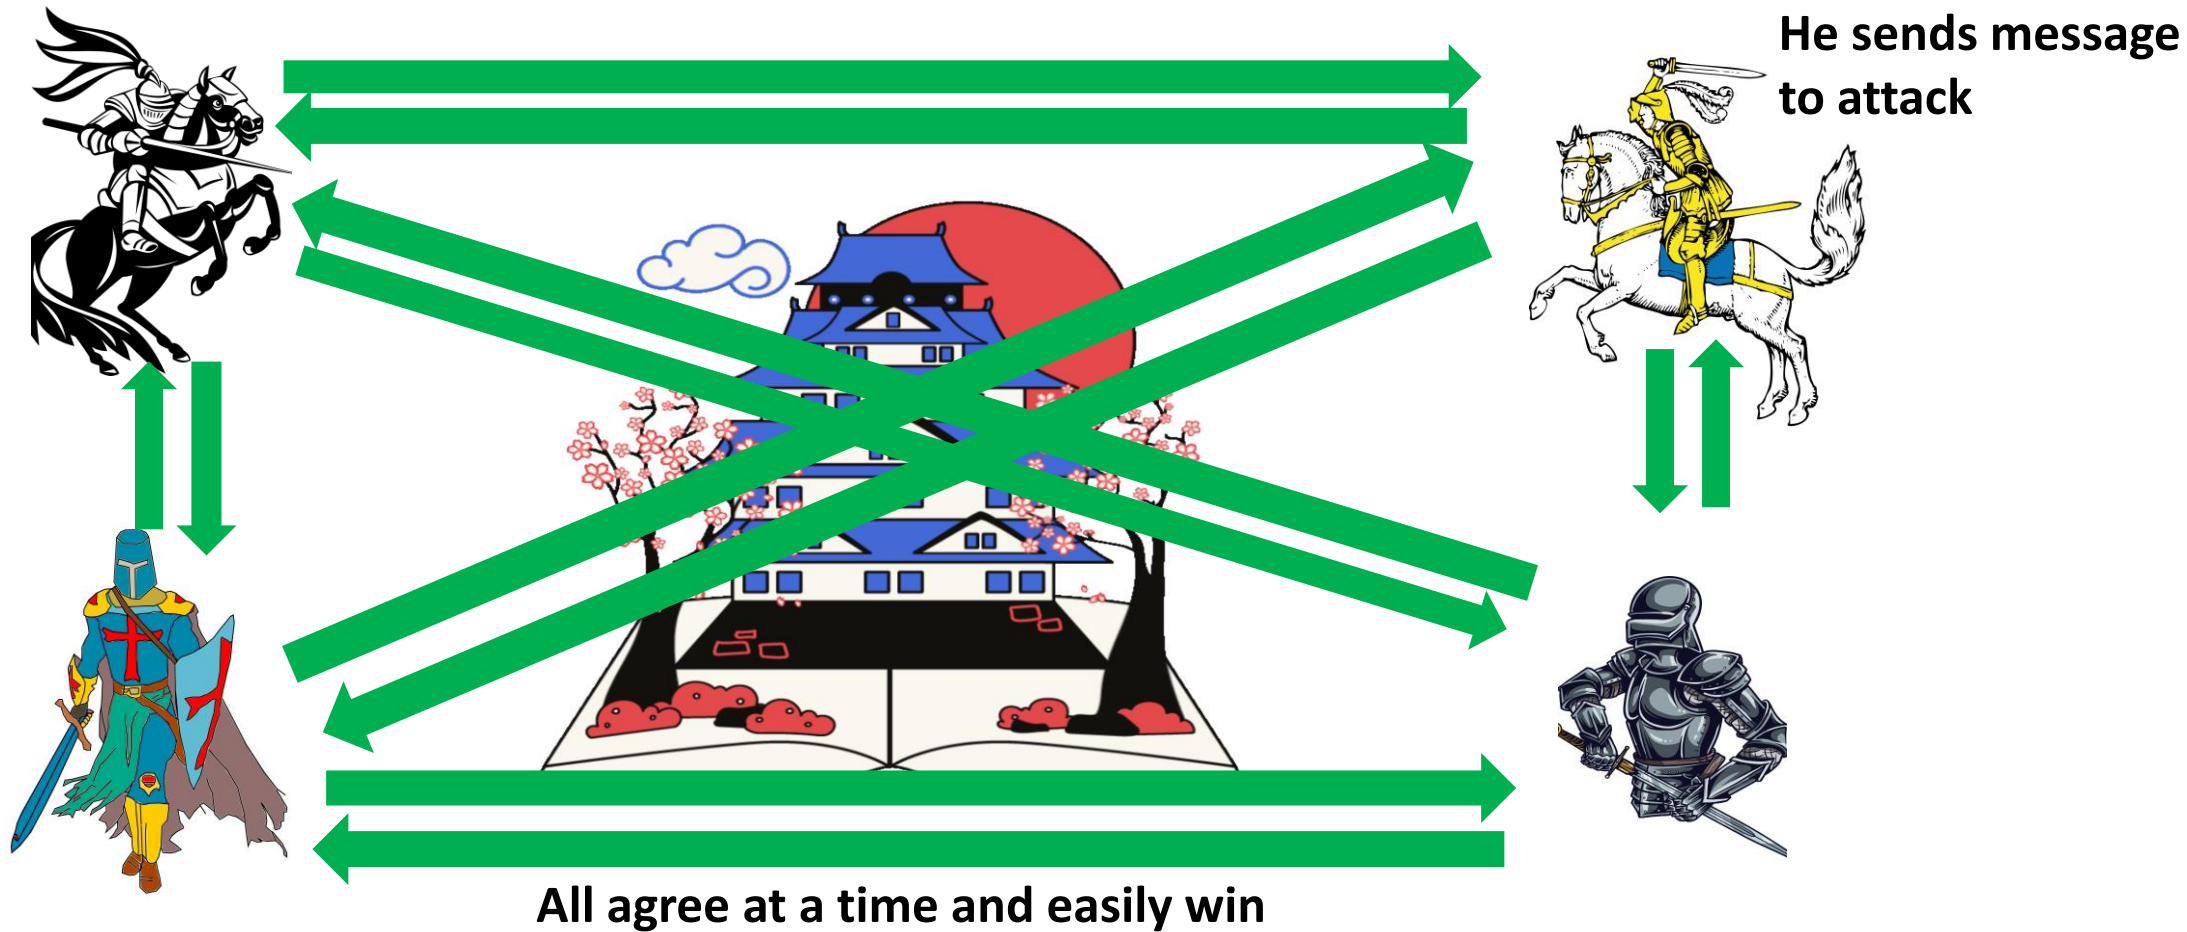 He sends message
to attack
All agree at a time and easily win